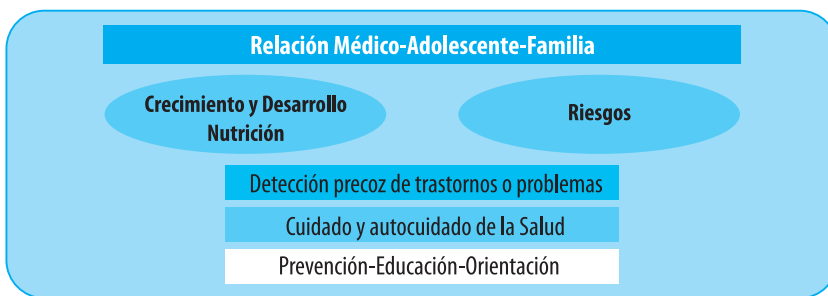 Relación Médico-Adolescente-Familia
Crecimiento y Desarrollo
Nutrición
Riesgos
Detección precoz de trastornos o problemas
Cuidado y autocuidado de la Salud
Prevención-Educación-Orientación